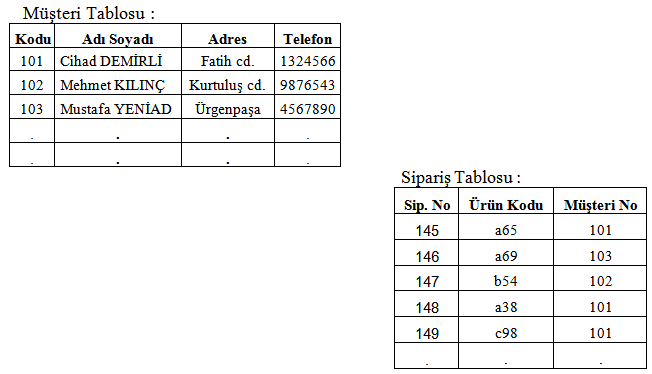 Müşteri Tablosu :
Kodu Adı Soyadı Adres Telefon
101 Cihad DEMİRLİ Fatih cd. 1324566
102 Mehmet KILINÇ Kurtuluş cd. 9876543
103 Mustafa YENİAD Ürgenpaşa 4567890
. . . .
. . . .
Sipariş Tablosu :
Sip. No Ürün Kodu Müşteri No
145 a65 101
146 a69 103
147 b54 102
148 a38 101
149 c98 101
. . .